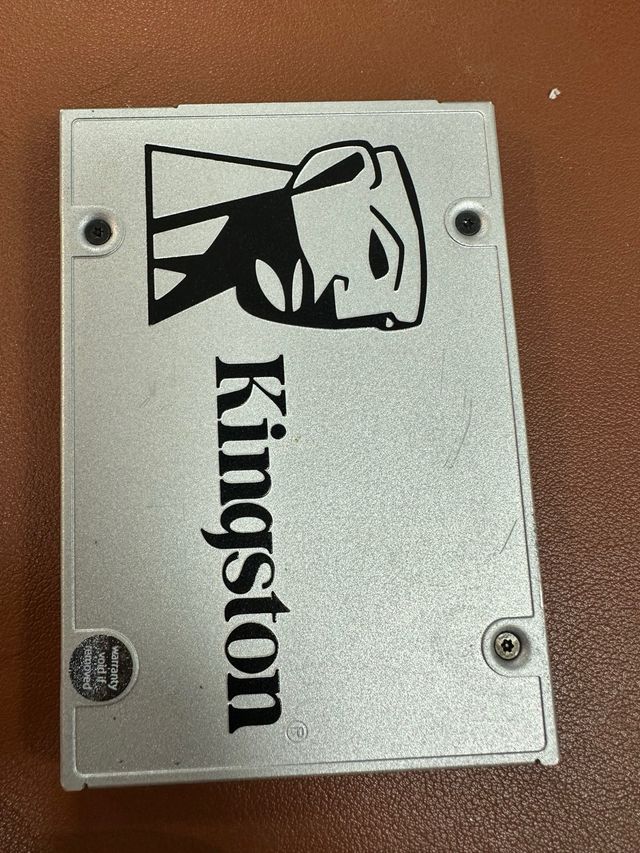 Kingston
warranty
void if
removed